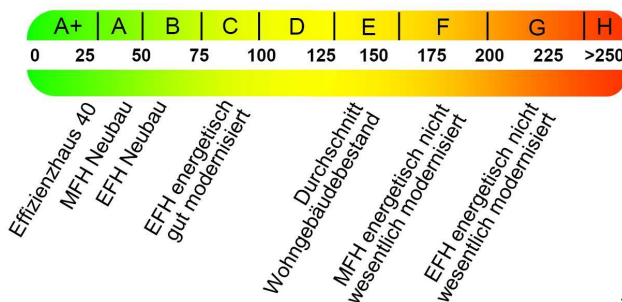 A+ A B C D E F G H
0 25 50 75 100 125 150 175 200 225 >250
Effizienzhaus 40
MFH Neubau
EFH Neubau
EFH energetisch
gut modernisiert
Durchschnitt
Wohngebäudebestand
MFH energetisch nicht
wesentlich modernisiert
EFH energetisch nicht
wesentlich modernisiert